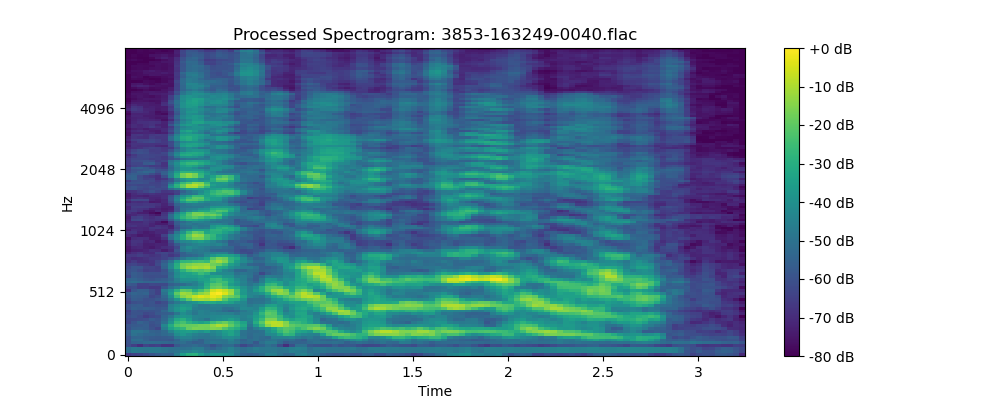 Processed Spectrogram: 3853-163249-0040.flac
Hz
4096
2048
1024
512
0
0
0.5
1
1.5
2
2.5
3
Time
+0 dB
-10 dB
-20 dB
-30 dB
-40 dB
-50 dB
-60 dB
-70 dB
-80 dB